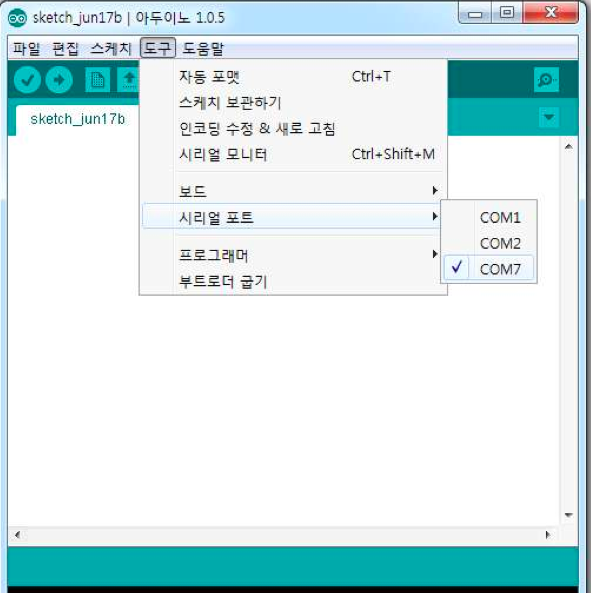 sketch_jun17b | 아두이노 1.0.5
파일 편집 스케치 도구 도움말
sketch_jun17b
자동 포맷 Ctrl+T
스케치 보관하기
인코딩 수정 & 새로 고침
시리얼 모니터 Ctrl+Shift+M
보드
시리얼 포트
COM1
COM2
COM7
프로그래머
부트로더 굽기